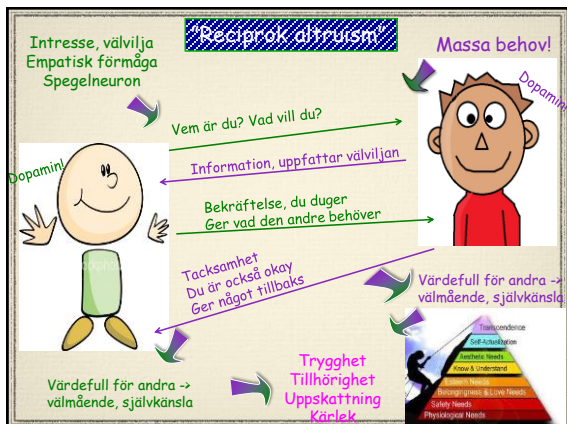 "Reciprok altruism"
Intresse, välvilja
Empatisk förmåga
Spegelneuron
Massa behov!
Dopamin!
Vem är du? Vad vill du?
Information, uppfattar välviljan
Dopamin!
Bekräftelse, du duger
Ger vad den andre behöver
Tacksamhet
Du är också okay
Ger något tillbaks
Värdefull för andra ->
välmående, självkänsla
Värdefull för andra ->
välmående, självkänsla
Trygghet
Tillhörighet
Uppskattning
Kärlek
Transcendence
Self-Actualization
Aesthetic Needs
Know & Understand
Esteem Needs
Belongingness & Love Needs
Safety Needs
Physiological Needs